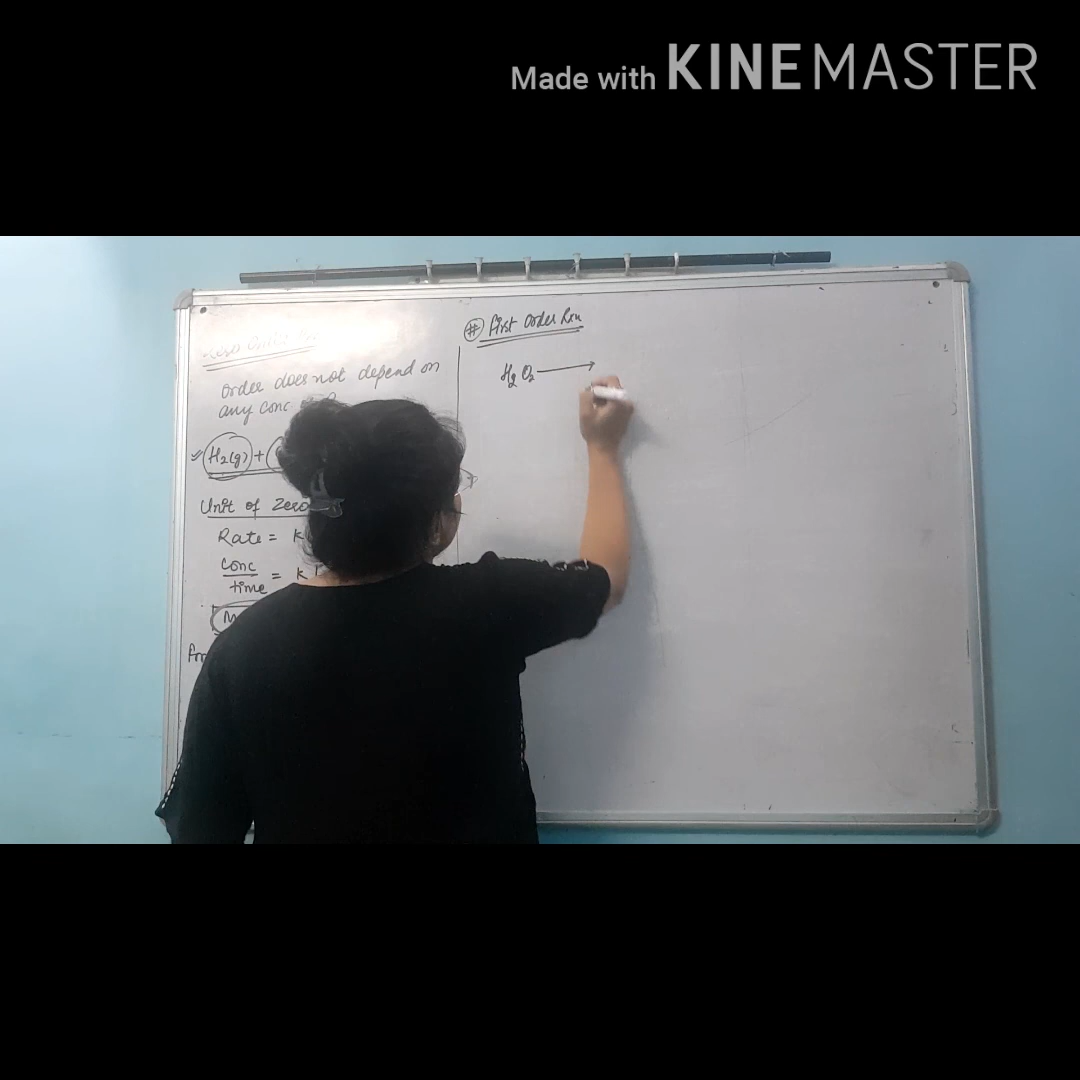 Made with KINEMASTER
Zero Order Rxn
Order does not depend on
any conc
H2(g) +
Unit of Zero
Rate = K
Conc
time = K
# First Order Rxn
H2O2 →